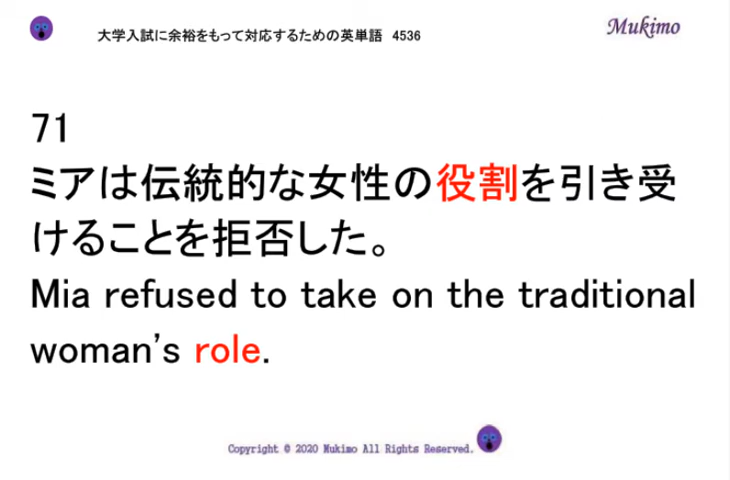 大学入試に余裕をもって対応するための英単語 4536
Mukimo
71
ミアは伝統的な女性の役割を引き受
けることを拒否した。
Mia refused to take on the traditional
woman's role.
Copyright © 2020 Mukimo All Rights Reserved.